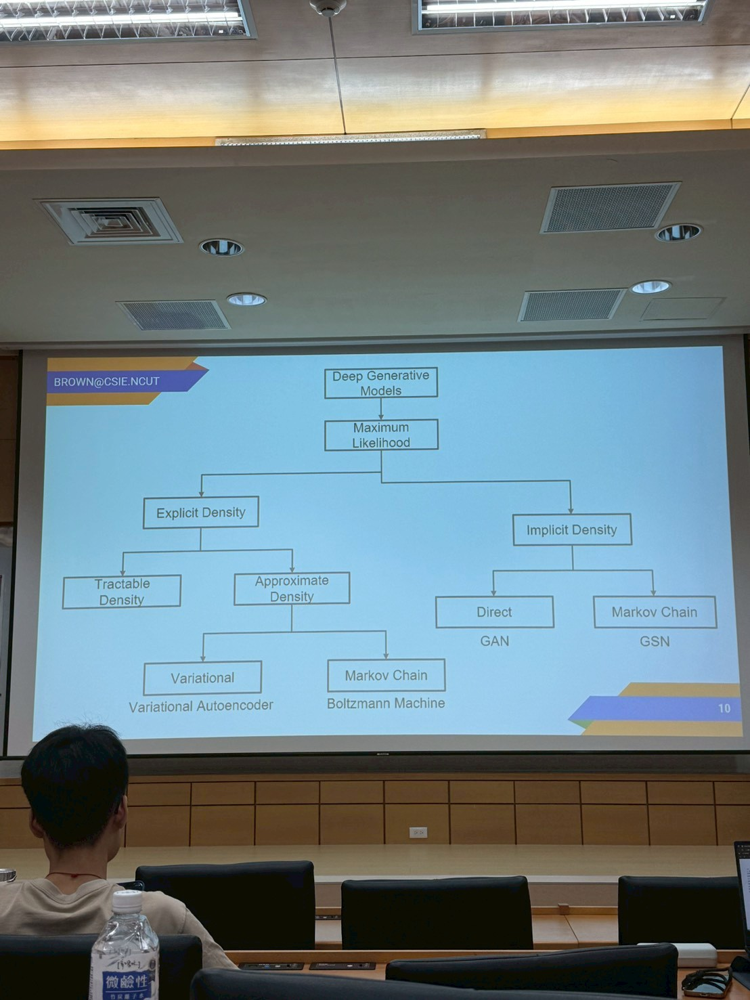 BROWN@CSIE.NCUT
Deep Generative
Models
Maximum
Likelihood
Explicit Density
Implicit Density
Tractable
Density
Approximate
Density
Direct
Markov Chain
GAN
GSN
Variational
Markov Chain
Variational Autoencoder
Boltzmann Machine
10
微鹼性